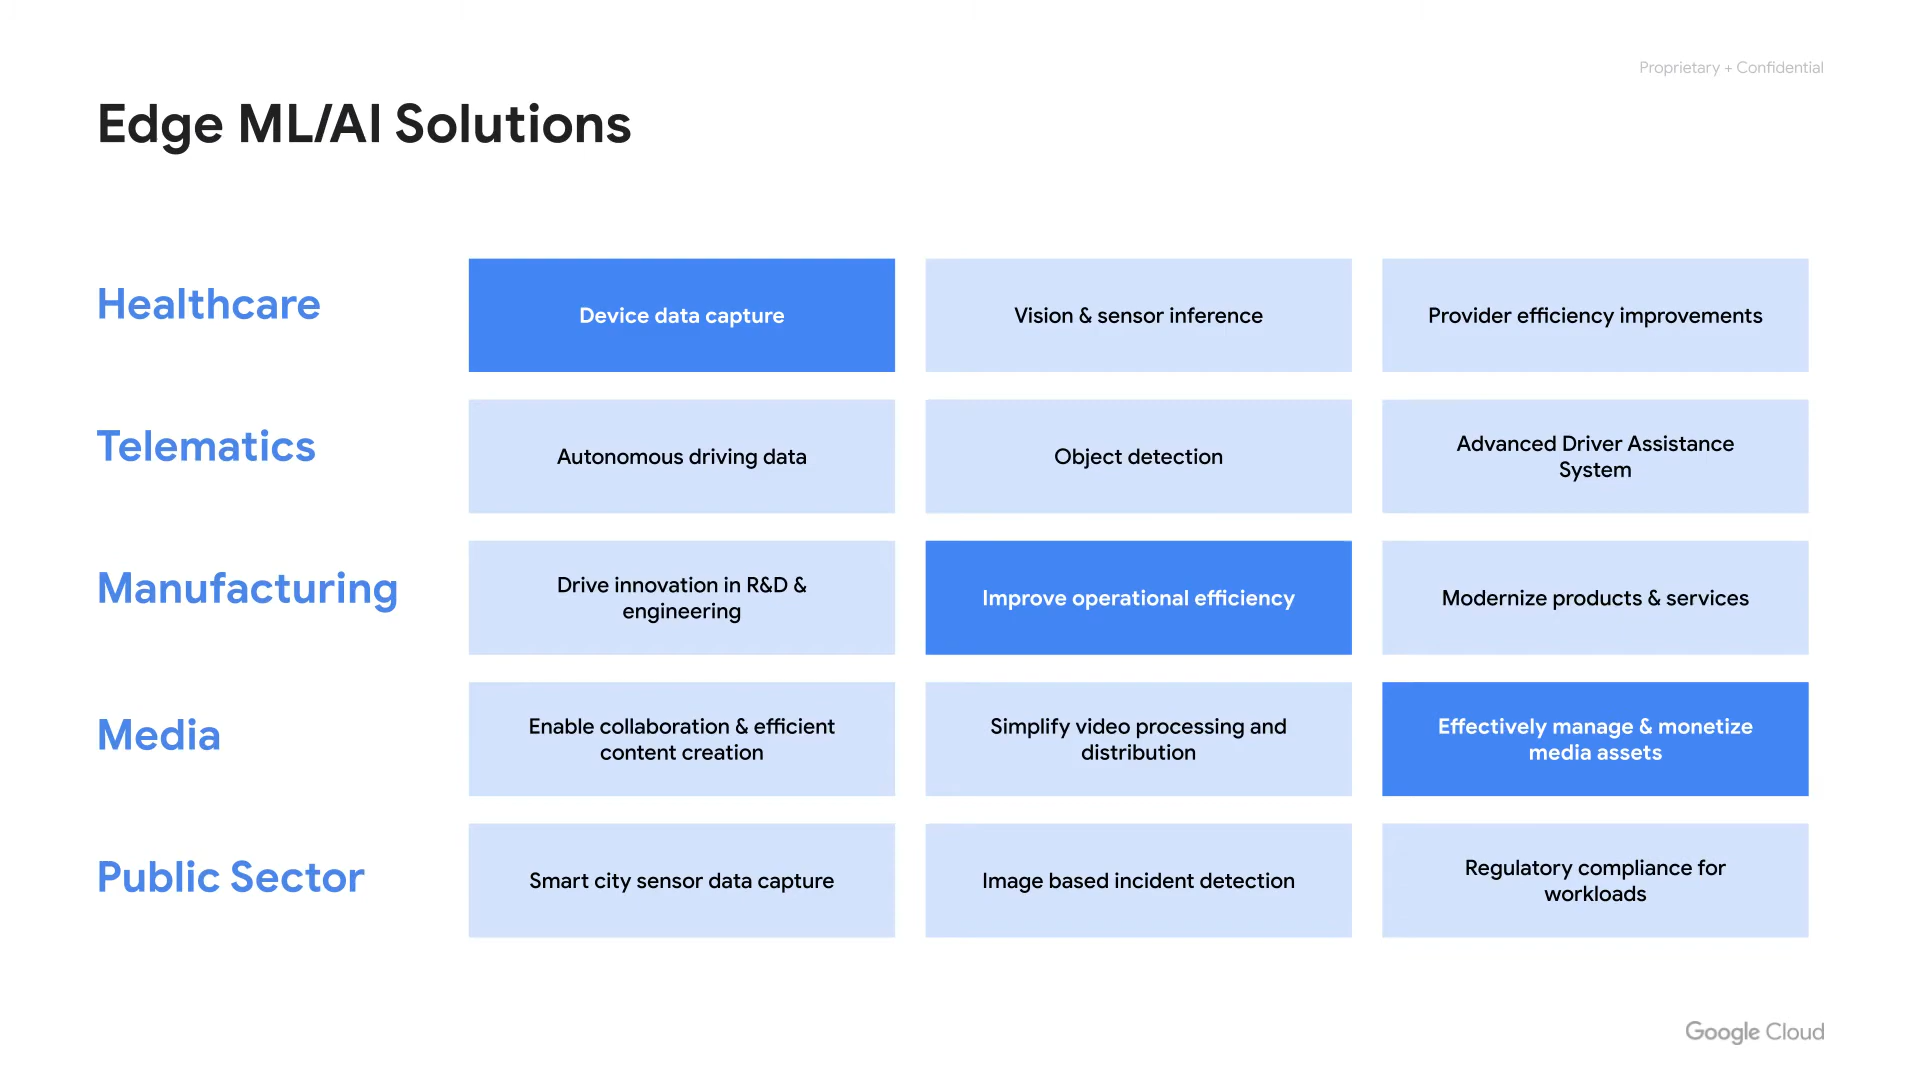 Proprietary + Confidential
Edge ML/AI Solutions
Healthcare
Device data capture
Vision & sensor inference
Provider efficiency improvements
Telematics
Autonomous driving data
Object detection
Advanced Driver Assistance
System
Manufacturing
Drive innovation in R&D &
engineering
Improve operational efficiency
Modernize products & services
Media
Enable collaboration & efficient
content creation
Simplify video processing and
distribution
Effectively manage & monetize
media assets
Public Sector
Smart city sensor data capture
Image based incident detection
Regulatory compliance for
workloads
Google Cloud